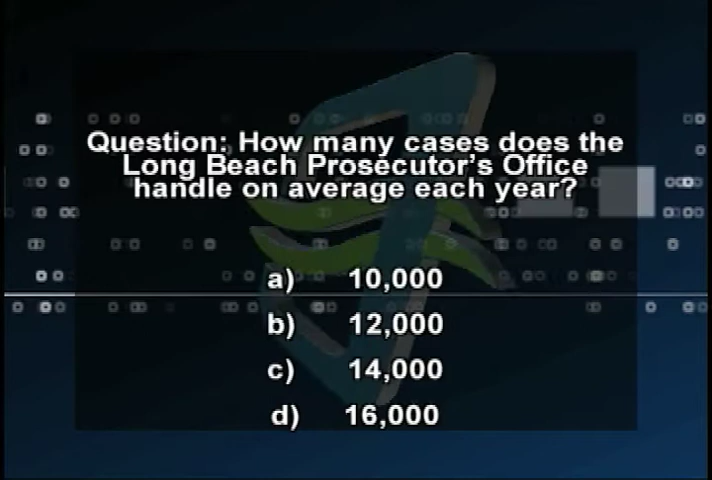 Question: How many cases does the
Long Beach Prosecutor's Office
handle on average each year?
a) 10,000
b) 12,000
c) 14,000
d) 16,000